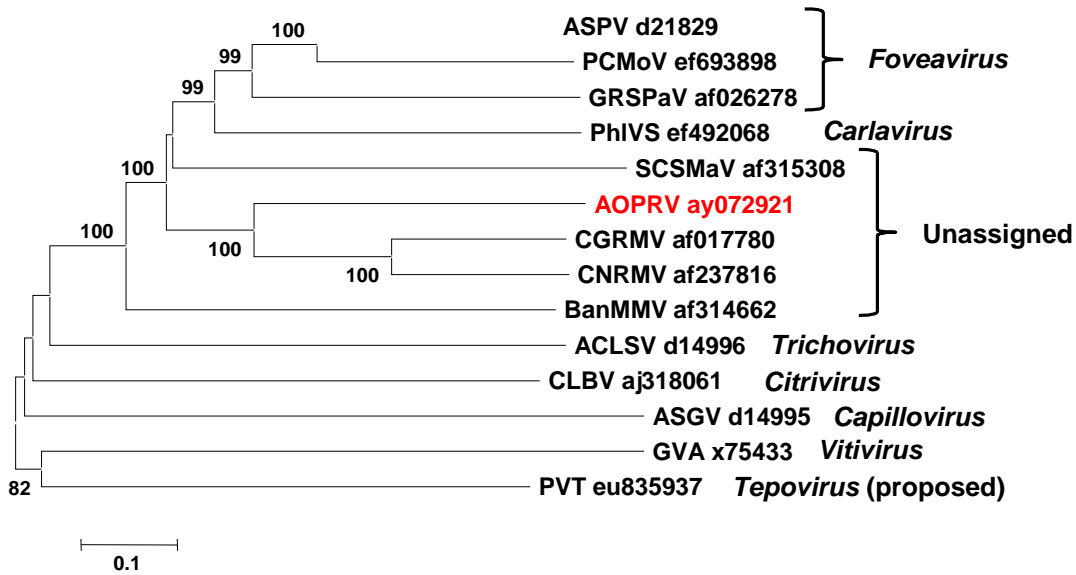 100
ASPV d21829
99
PCMoV ef693898
Foveavirus
99
GRSPaV af026278
PhlVS ef492068 Carlavirus
100
SCSMaV af315308
AOPRV ay072921
100
CGRMV af017780
Unassigned
100
100
CNRMV af237816
BanMMV af314662
ACLSV d14996 Trichovirus
CLBV aj318061 Citrivirus
ASGV d14995 Capillovirus
GVA x75433 Vitivirus
82
PVT eu835937 Tepovirus (proposed)
0.1